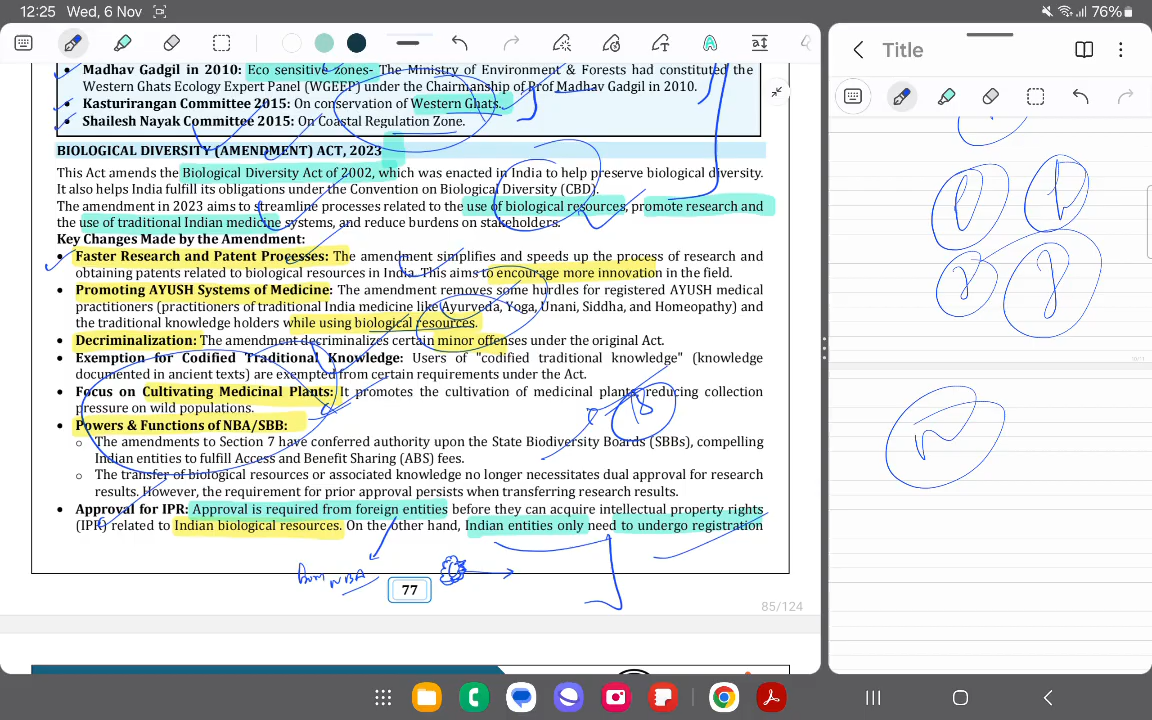 12:25 Wed, 6 Nov
76%
Title
• Madhav Gadgil in 2010: Eco sensitive zones- The Ministry of Environment & Forests had constituted the
Western Ghats Ecology Expert Panel (WGEEP) under the Chairmanship of Prof Madhav Gadgil in 2010.
• Kasturirangan Committee 2015: On conservation of Western Ghats.
• Shailesh Nayak Committee 2015: On Coastal Regulation Zone.
BIOLOGICAL DIVERSITY (AMENDMENT) ACT, 2023
This Act amends the Biological Diversity Act of 2002, which was enacted in India to help preserve biological diversity.
It also helps India fulfill its obligations under the Convention on Biological Diversity (CBD).
The amendment in 2023 aims to streamline processes related to the use of biological resources, promote research and
the use of traditional Indian medicine systems, and reduce burdens on stakeholders.
Key Changes Made by the Amendment:
• Faster Research and Patent Processes: The amendment simplifies and speeds up the process of research and
obtaining patents related to biological resources in India. This aims to encourage more innovation in the field.
• Promoting AYUSH Systems of Medicine: The amendment removes some hurdles for registered AYUSH medical
practitioners (practitioners of traditional India medicine like Ayurveda, Yoga, Unani, Siddha, and Homeopathy) and
the traditional knowledge holders while using biological resources.
• Decriminalization: The amendment decriminalizes certain minor offenses under the original Act.
• Exemption for Codified Traditional Knowledge: Users of "codified traditional knowledge" (knowledge
documented in ancient texts) are exempted from certain requirements under the Act.
• Focus on Cultivating Medicinal Plants: It promotes the cultivation of medicinal plants, reducing collection
pressure on wild populations.
18
• Powers & Functions of NBA/SBB:
o The amendments to Section 7 have conferred authority upon the State Biodiversity Boards (SBBs), compelling
Indian entities to fulfill Access and Benefit Sharing (ABS) fees.
o The transfer of biological resources or associated knowledge no longer necessitates dual approval for research
results. However, the requirement for prior approval persists when transferring research results.
• Approval for IPR: Approval is required from foreign entities before they can acquire intellectual property rights
(IPR) related to Indian biological resources. On the other hand, Indian entities only need to undergo registration
from NBA
77
85/124